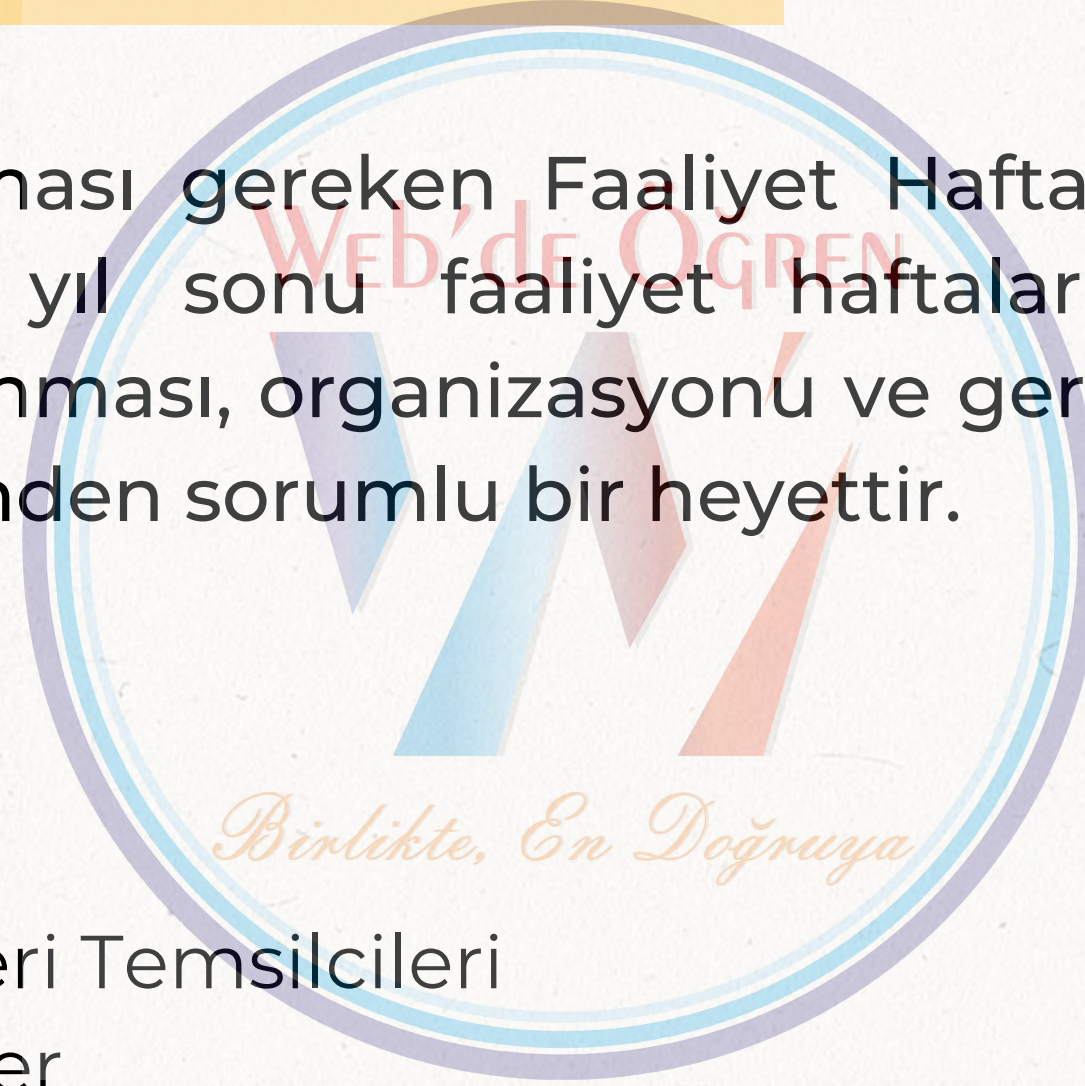 ması gereken Faaliyet Hafta
Web'de Öğren
yıl sonu faaliyet haftalar
nması, organizasyonu ve ger
nden sorumlu bir heyettir.
Birlikte, En Doğruya
eri Temsilcileri
er